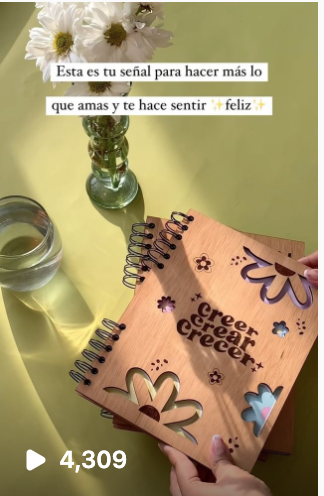 Esta es tu señal para hacer más lo
que amas y te hace sentir ✨feliz✨
creer
crear
crecer
4,309